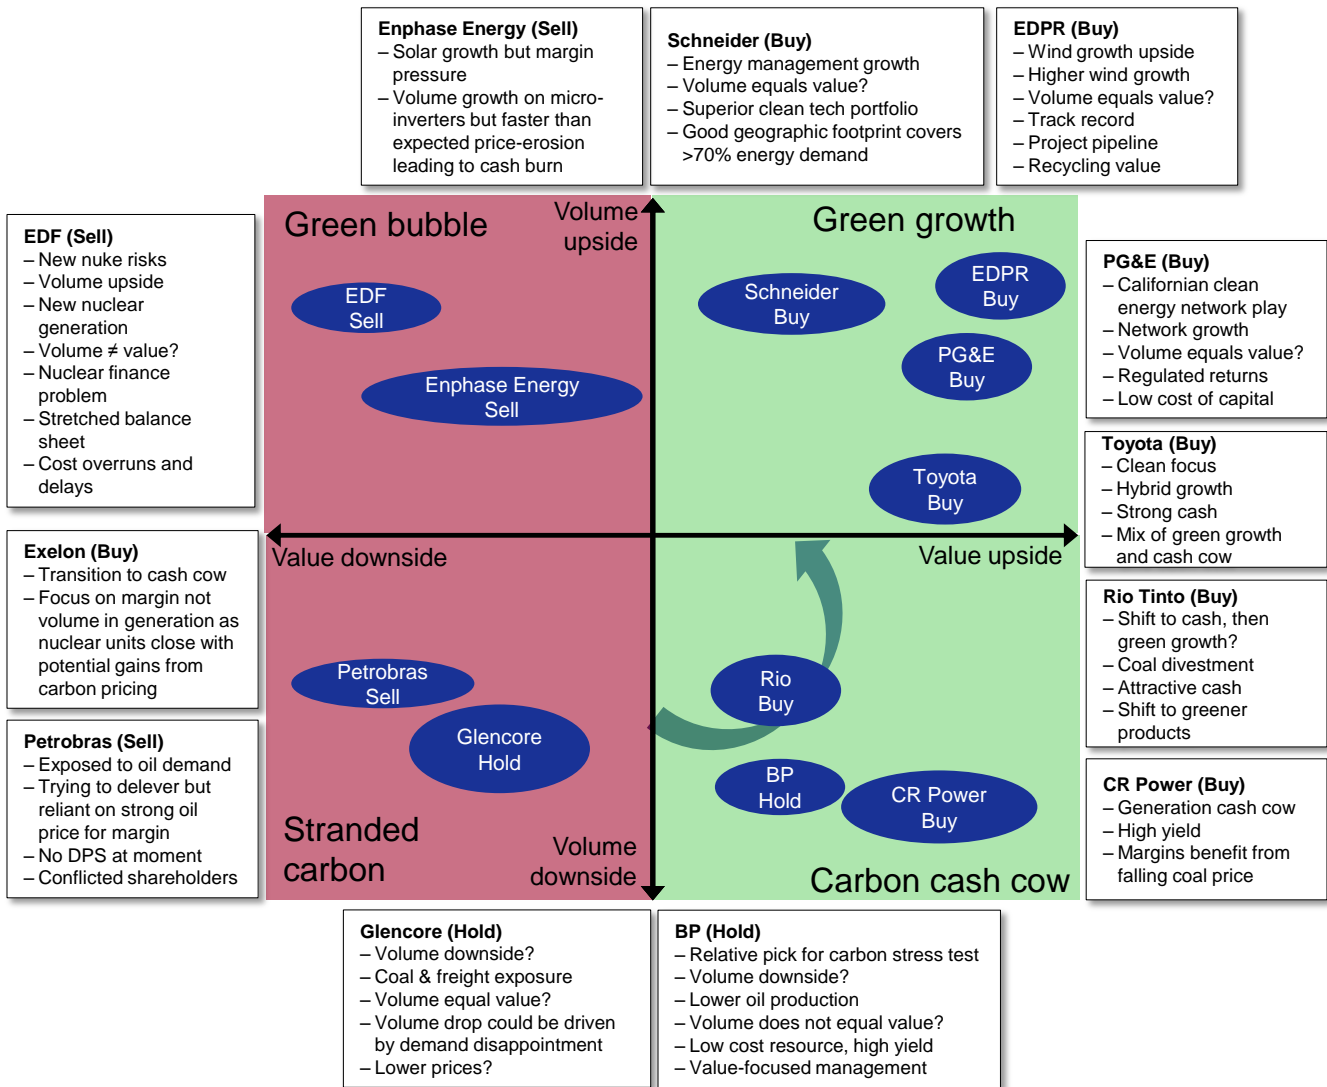 Enphase Energy (Sell)
– Solar growth but margin
pressure
– Volume growth on micro-
inverters but faster than
expected price-erosion
leading to cash burn
Schneider (Buy)
– Energy management growth
– Volume equals value?
– Superior clean tech portfolio
– Good geographic footprint covers
>70% energy demand
EDPR (Buy)
– Wind growth upside
– Higher wind growth
– Volume equals value?
– Track record
– Project pipeline
– Recycling value
EDF (Sell)
– New nuke risks
– Volume upside
– New nuclear
generation
– Volume ≠ value?
– Nuclear finance
problem
– Stretched balance
sheet
– Cost overruns and
delays
Exelon (Buy)
– Transition to cash cow
– Focus on margin not
volume in generation as
nuclear units close with
potential gains from
carbon pricing
Petrobras (Sell)
– Exposed to oil demand
– Trying to delever but
reliant on strong oil
price for margin
– No DPS at moment
– Conflicted shareholders
Green bubble
Volume
upside
Green growth
EDF
Sell
Enphase Energy
Sell
Schneider
Buy
EDPR
Buy
PG&E
Buy
Toyota
Buy
Value downside
Value upside
Petrobras
Sell
Glencore
Hold
Rio
Buy
BP
Hold
CR Power
Buy
Stranded
carbon
Volume
downside
Carbon cash cow
PG&E (Buy)
– Californian clean
energy network play
– Network growth
– Volume equals value?
– Regulated returns
– Low cost of capital
Toyota (Buy)
– Clean focus
– Hybrid growth
– Strong cash
– Mix of green growth
and cash cow
Rio Tinto (Buy)
– Shift to cash, then
green growth?
– Coal divestment
– Attractive cash
– Shift to greener
products
CR Power (Buy)
– Generation cash cow
– High yield
– Margins benefit from
falling coal price
Glencore (Hold)
– Volume downside?
– Coal & freight exposure
– Volume equal value?
– Volume drop could be driven
by demand disappointment
– Lower prices?
BP (Hold)
– Relative pick for carbon stress test
– Volume downside?
– Lower oil production
– Volume does not equal value?
– Low cost resource, high yield
– Value-focused management